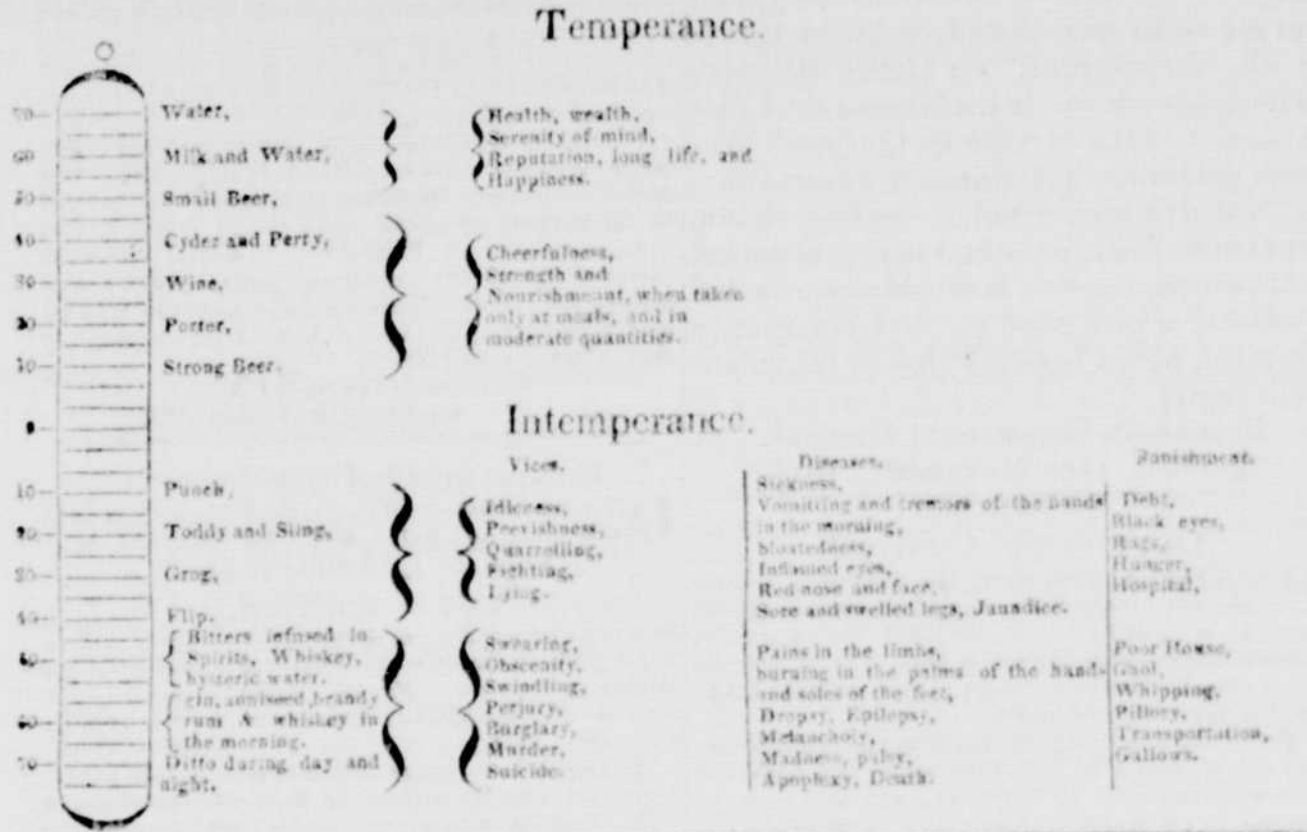 Temperance.
70—
Water,
60—
Milk and Water,
50—
Small Beer,
Health, wealth,
Serenity of mind,
Reputation, long life, and
Happiness.
40—
Cyder and Perry,
30—
Wine,
20—
Porter,
10—
Strong Beer.
Cheerfulness,
Strength and
Nourishment, when taken
only at meals, and in
moderate quantities.
0—
Intemperance.
10—
Punch,
20—
Toddy and Sling,
30—
Grog,
40—
Flip.
50—
Bitters infused in
Spirits, Whiskey,
hysteric water.
60—
gin, anniseed, brandy
rum & whiskey in
the morning.
70—
Ditto during day and
night.
Vices.
Idleness,
Peevishness,
Quarrelling,
Fighting,
Lying.
Swearing,
Obscenity,
Swindling,
Perjury,
Burglary,
Murder,
Suicide.
Diseases.
Sickness,
Vomiting and tremors of the hands
in the morning,
bloatedness,
Inflamed eyes,
Red nose and face,
Sore and swelled legs, Jaundice.
Pains in the limbs,
burning in the palms of the hands
and soles of the feet,
Dropsy, Epilepsy,
Melancholy,
Madness, palsy,
Apoplexy, Death.
Punishment.
Debt,
Black eyes,
Rags,
Hunger,
Hospital,
Poor House,
Gaol,
Whipping,
Pillory,
Transportation,
Gallows.